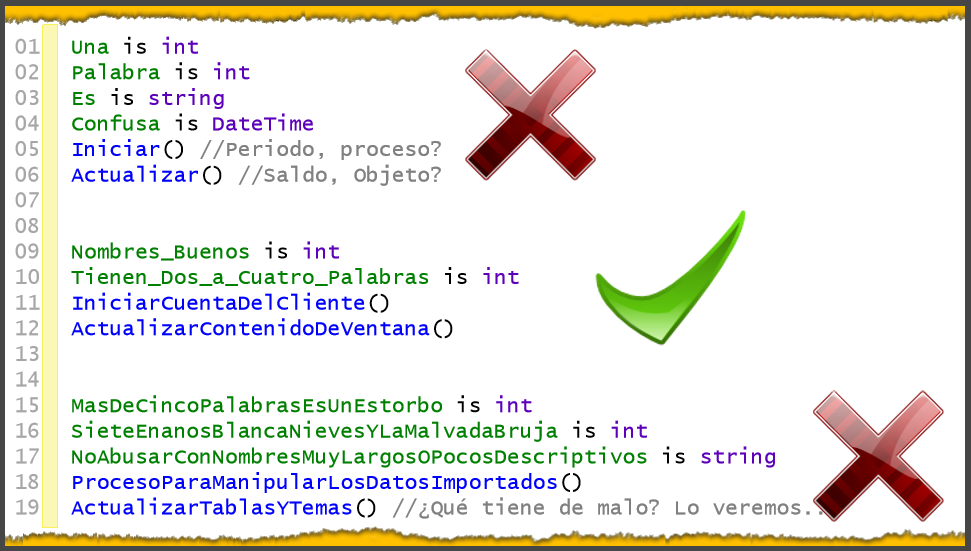 01 Una is int
02 Palabra is int
03 Es is string
04 Confusa is DateTime
05 Iniciar() //Periodo, proceso?
06 Actualizar() //Saldo, Objeto?
07
08
09 Nombres_Buenos is int
10 Tienen_Dos_a_Cuatro_Palabras is int
11 IniciarCuentaDelCliente()
12 ActualizarContenidoDeVentana()
13
14
15 MasDeCincoPalabrasEsUnEstorbo is int
16 SieteEnanosBlancaNievesYLaMalvadaBruja is int
17 NoAbusarConNombresMuyLargosOPocosDescriptivos is string
18 ProcesoParaManipularLosDatosImportados()
19 ActualizarTablasYTemas() //¿Qué tiene de malo? Lo veremos..